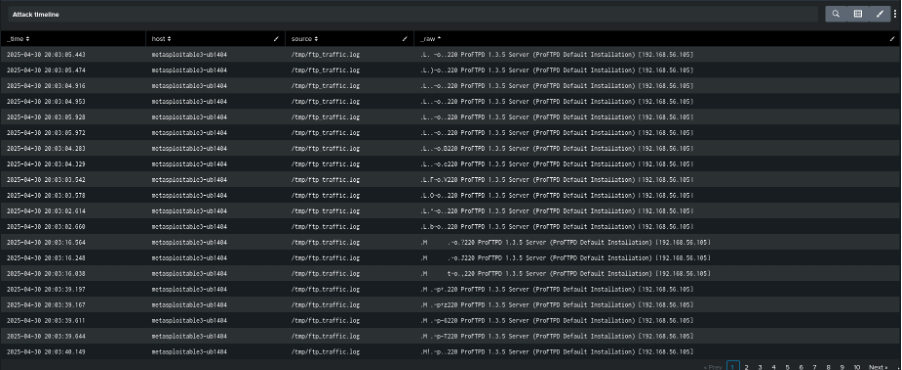 Attack timeline
_time host source _raw
2025-04-30 20:03:05.443 metasploitable3-ub1404 /tmp/ftp_traffic.log .L. -o..220 ProFTPD 1.3.5 Server (ProFTPD Default Installation) [192.168.56.105]
2025-04-30 20:03:05.474 metasploitable3-ub1404 /tmp/ftp_traffic.log .L.}-o..220 ProFTPD 1.3.5 Server (ProFTPD Default Installation) [192.168.56.105]
2025-04-30 20:03:04.916 metasploitable3-ub1404 /tmp/ftp_traffic.log .L..-o..220 ProFTPD 1.3.5 Server (ProFTPD Default Installation) [192.168.56.105]
2025-04-30 20:03:04.953 metasploitable3-ub1404 /tmp/ftp_traffic.log .L..-o..220 ProFTPD 1.3.5 Server (ProFTPD Default Installation) [192.168.56.105]
2025-04-30 20:03:05.928 metasploitable3-ub1404 /tmp/ftp_traffic.log .L..-o..220 ProFTPD 1.3.5 Server (ProFTPD Default Installation) [192.168.56.105]
2025-04-30 20:03:05.972 metasploitable3-ub1404 /tmp/ftp_traffic.log .L..-o..220 ProFTPD 1.3.5 Server (ProFTPD Default Installation) [192.168.56.105]
2025-04-30 20:03:04.283 metasploitable3-ub1404 /tmp/ftp_traffic.log ProFTPD 1.3.5 Server (ProFTPD Default Installation) [192.168.56.105]
2025-04-30 20:03:04.329 metasploitable3-ub1404 /tmp/ftp_traffic.log .L..-o.c220 ProFTPD 1.3.5 Server (ProFTPD Default Installation) [192.168.56.105]
2025-04-30 20:03:03.542 metasploitable3-ub1404 /tmp/ftp_traffic.log ProFTPD 1.3.5 Server (ProFTPD Default Installation) [192.168.56.105]
2025-04-30 20:03:03.578 metasploitable3-ub1404 /tmp/ftp_traffic.log ProFTPD 1.3.5 Server (ProFTPD Default Installation) [192.168.56.105]
2025-04-30 20:03:02.614 metasploitable3-ub1404 /tmp/ftp_traffic.log ProFTPD 1.3.5 Server (ProFTPD Default Installation) [192.168.56.105]
2025-04-30 20:03:02.660 metasploitable3-ub1404 /tmp/ftp_traffic.log .L.b-o..220 ProFTPD 1.3.5 Server (ProFTPD Default Installation) [192.168.56.105]
2025-04-30 20:03:16.564 metasploitable3-ub1404 /tmp/ftp_traffic.log .M .-o.?220 ProFTPD 1.3.5 Server (ProFTPD Default Installation) [192.168.56.105]
2025-04-30 20:03:16.248 metasploitable3-ub1404 /tmp/ftp_traffic.log .M ProFTPD 1.3.5 Server (ProFTPD Default Installation) [192.168.56.105]
2025-04-30 20:03:16.038 metasploitable3-ub1404 /tmp/ftp_traffic.log .M ProFTPD 1.3.5 Server (ProFTPD Default Installation) [192.168.56.105]
2025-04-30 20:03:39.197 metasploitable3-ub1404 /tmp/ftp_traffic.log .M ProFTPD 1.3.5 Server (ProFTPD Default Installation) [192.168.56.105]
2025-04-30 20:03:39.167 metasploitable3-ub1404 /tmp/ftp_traffic.log .M ProFTPD 1.3.5 Server (ProFTPD Default Installation) [192.168.56.105]
2025-04-30 20:03:39.611 metasploitable3-ub1404 /tmp/ftp_traffic.log .M ProFTPD 1.3.5 Server (ProFTPD Default Installation) [192.168.56.105]
2025-04-30 20:03:39.644 metasploitable3-ub1404 /tmp/ftp_traffic.log .M ProFTPD 1.3.5 Server (ProFTPD Default Installation) [192.168.56.105]
2025-04-30 20:03:40.149 metasploitable3-ub1404 /tmp/ftp_traffic.log .M!.-p..220 ProFTPD 1.3.5 Server (ProFTPD Default Installation) [192.168.56.105]
« Prev 1 2 3 4 5 6 7 8 9 10 Next »